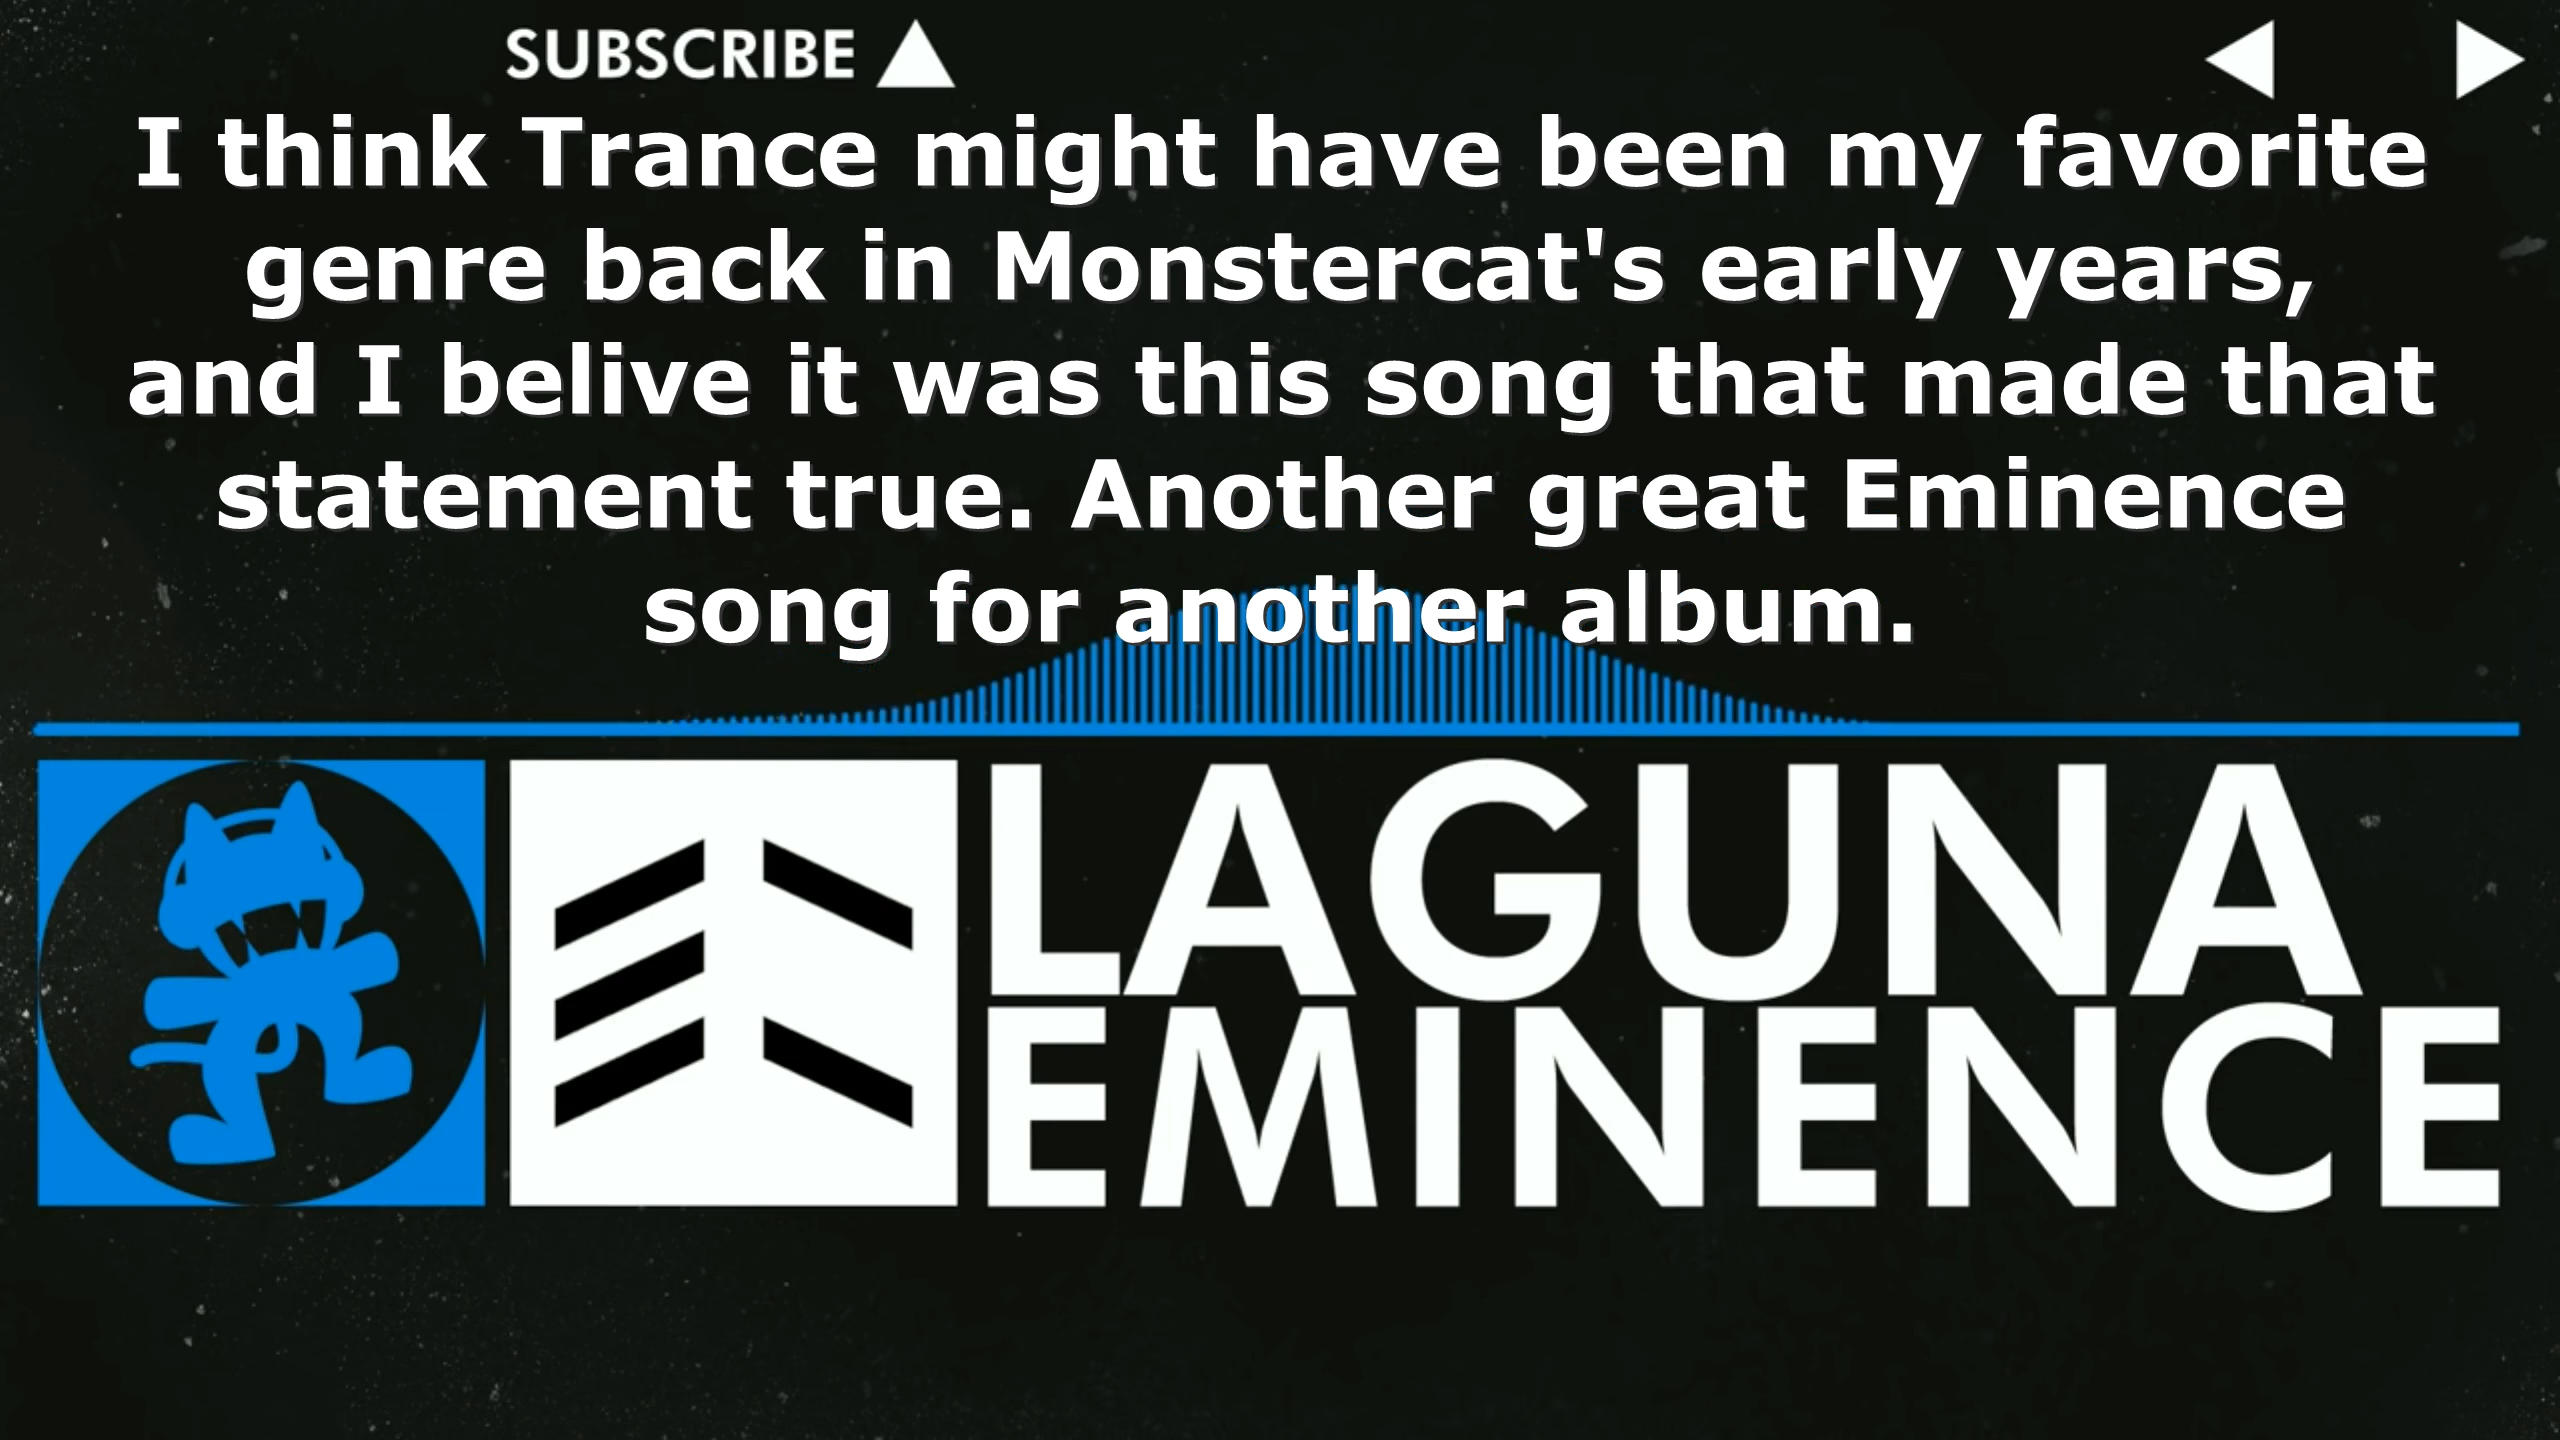 SUBSCRIBE
I think Trance might have been my favorite
genre back in Monstercat's early years,
and I belive it was this song that made that
statement true. Another great Eminence
song for another album.
LAGUNA
EMINENCE